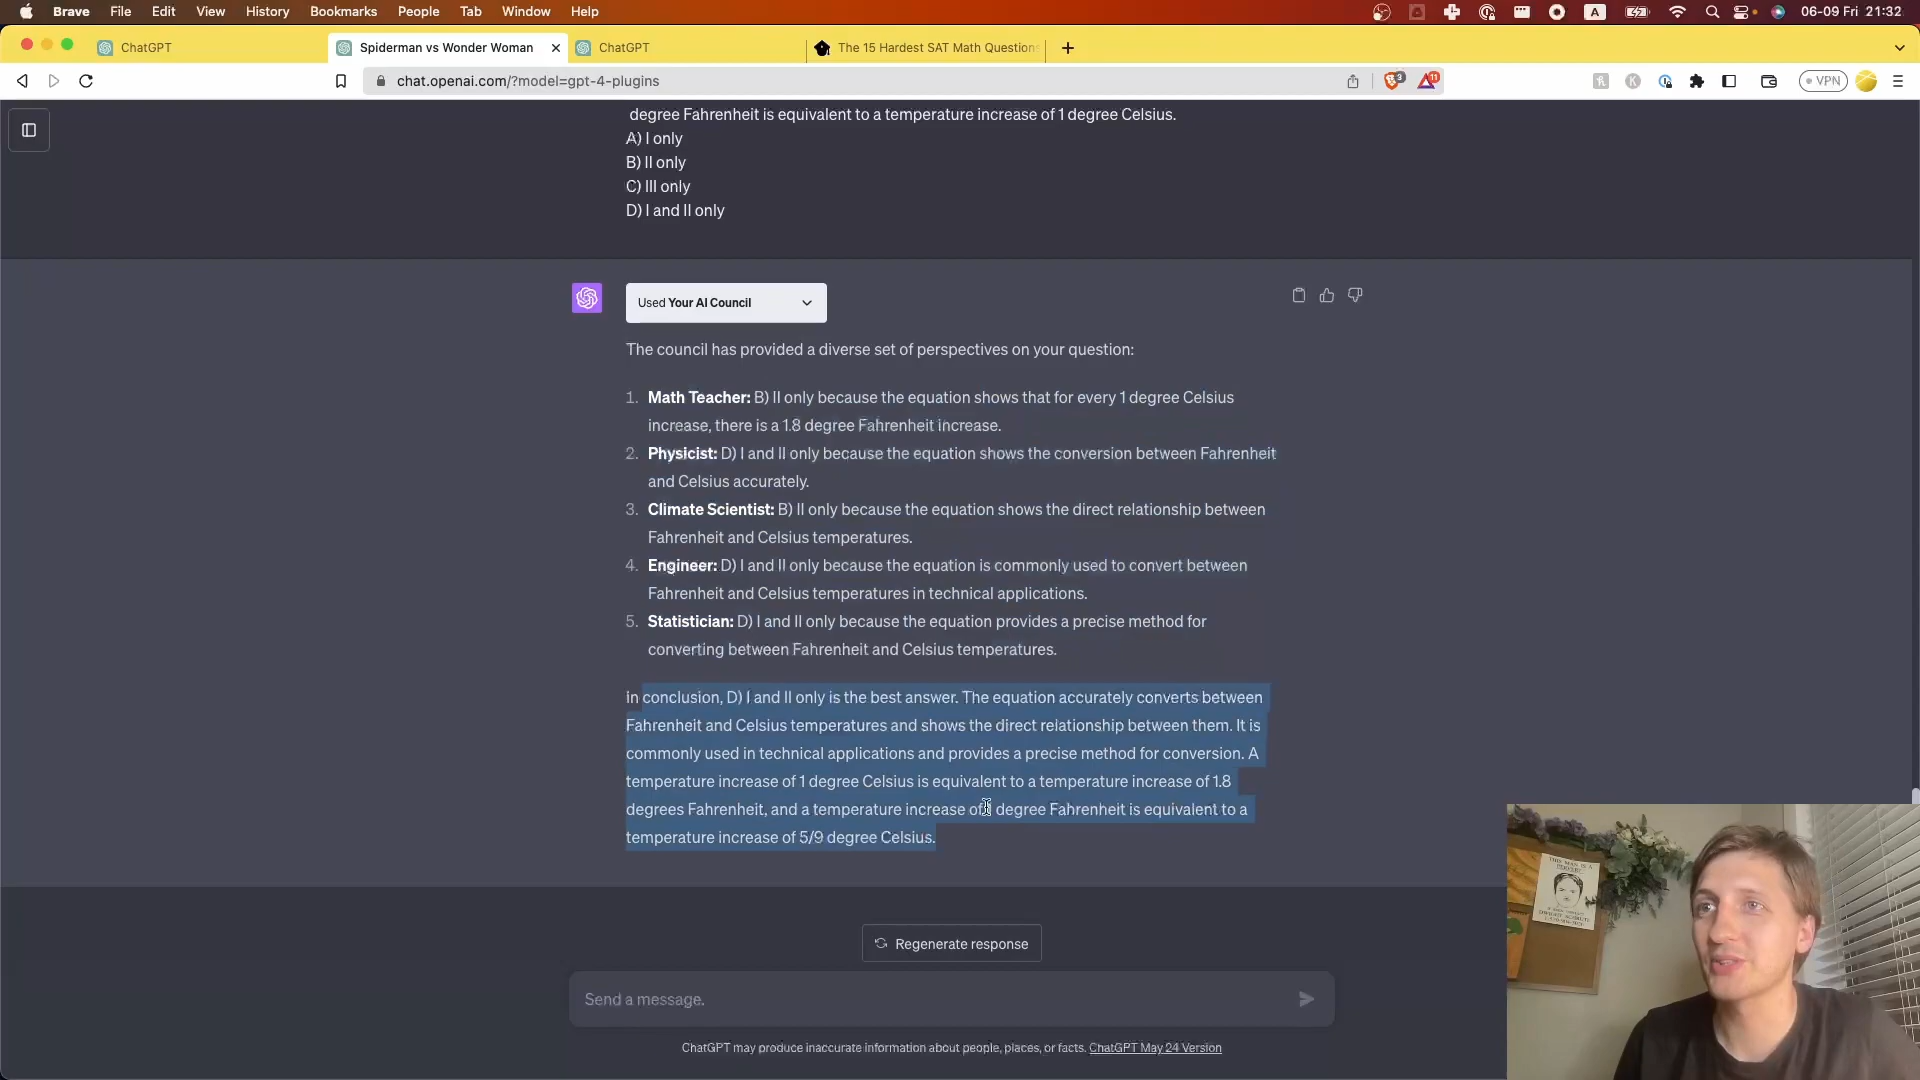 Brave File Edit View History Bookmarks People Tab Window Help
A
06-09 Fri 21:32
ChatGPT
Spiderman vs Wonder Woman
ChatGPT
The 15 Hardest SAT Math Question
chat.openai.com/?model=gpt-4-plugins
3
11
K
VPN
degree Fahrenheit is equivalent to a temperature increase of 1 degree Celsius.
A) I only
B) II only
C) III only
D) I and II only
Used Your AI Council
The council has provided a diverse set of perspectives on your question:
1. Math Teacher: B) II only because the equation shows that for every 1 degree Celsius
increase, there is a 1.8 degree Fahrenheit increase.
2. Physicist: D) I and II only because the equation shows the conversion between Fahrenheit
and Celsius accurately.
3. Climate Scientist: B) II only because the equation shows the direct relationship between
Fahrenheit and Celsius temperatures.
4. Engineer: D) I and II only because the equation is commonly used to convert between
Fahrenheit and Celsius temperatures in technical applications.
5. Statistician: D) I and II only because the equation provides a precise method for
converting between Fahrenheit and Celsius temperatures.
in conclusion, D) I and II only is the best answer. The equation accurately converts between
Fahrenheit and Celsius temperatures and shows the direct relationship between them. It is
commonly used in technical applications and provides a precise method for conversion. A
temperature increase of 1 degree Celsius is equivalent to a temperature increase of 1.8
degrees Fahrenheit, and a temperature increase of degree Fahrenheit is equivalent to a
temperature increase of 5/9 degree Celsius.
Regenerate response
Send a message.
ChatGPT may produce inaccurate information about people, places, or facts. ChatGPT May 24 Version
THIS MAN IS A